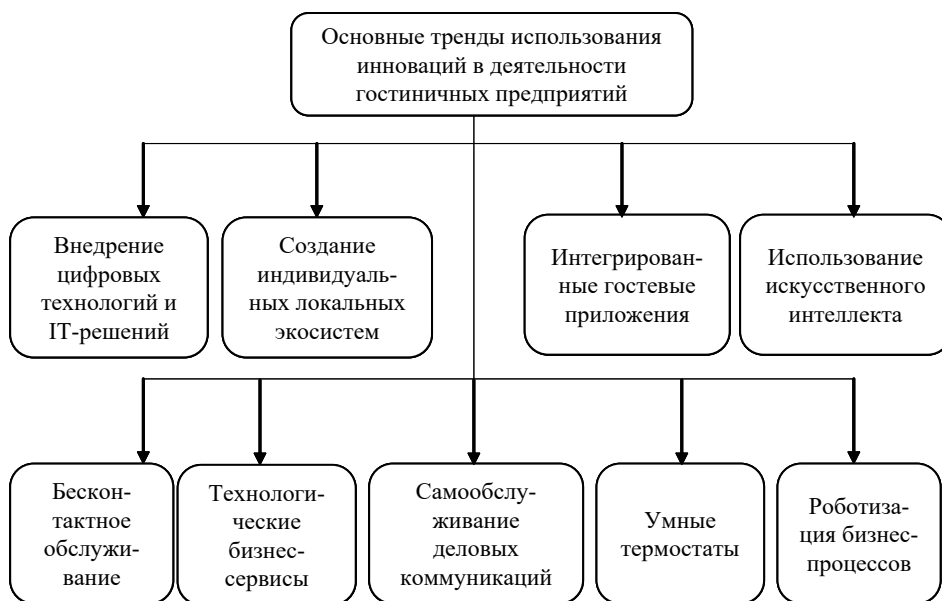 Основные тренды использования
инноваций в деятельности
гостиничных предприятий
Внедрение
цифровых
технологий и
IT-решений
Создание
индивидуаль-
ных локальных
экосистем
Интегрирован-
ные гостевые
приложения
Использование
искусственного
интеллекта
Бескон-
тактное
обслужи-
вание
Технологи-
ческие
бизнес-
сервисы
Самообслу-
живание
деловых
коммуникаций
Умные
термостаты
Роботиза-
ция бизнес-
процессов